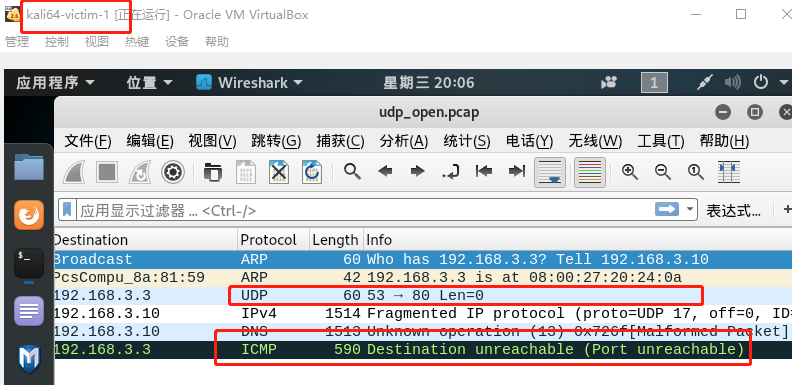 kali64-victim-1 [正在运行] - Oracle VM VirtualBox
管理 控制 视图 热键 设备 帮助
应用程序 位置 Wireshark 星期三 20:06 1
udp_open.pcap
文件(F) 编辑(E) 视图(V) 跳转(G) 捕获(C) 分析(A) 统计(S) 电话(Y) 无线(W) 工具(T) 帮助(H)
应用显示过滤器 … <Ctrl-/> 表达式… +
Destination Protocol Length Info
Broadcast ARP 60 Who has 192.168.3.3? Tell 192.168.3.10
PcsCompu_8a:81:59 ARP 42 192.168.3.3 is at 08:00:27:20:24:0a
192.168.3.3 UDP 60 53 → 80 Len=0
192.168.3.10 IPv4 1514 Fragmented IP protocol (proto=UDP 17, off=0, ID=
192.168.3.10 DNS 1513 Unknown operation (13) 0x726f[Malformed Packet]
192.168.3.3 ICMP 590 Destination unreachable (Port unreachable)